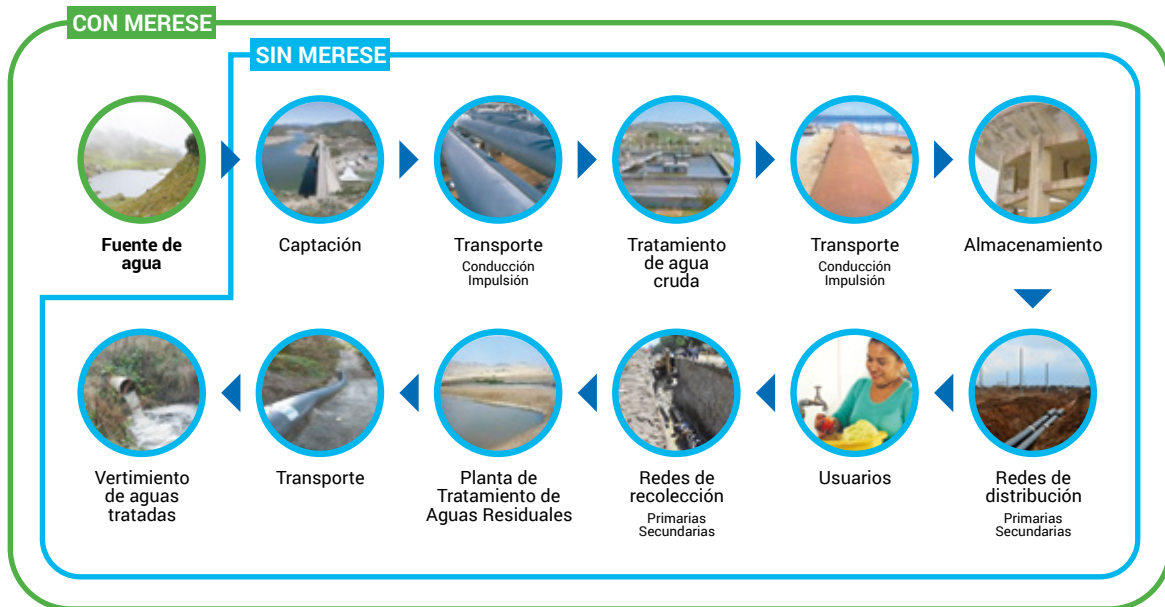 CON MERESE
SIN MERESE
Fuente de
agua
Captación
Transporte
Conducción
Impulsión
Tratamiento
de agua
cruda
Transporte
Conducción
Impulsión
Almacenamiento
Vertimiento
de aguas
tratadas
Transporte
Planta de
Tratamiento de
Aguas Residuales
Redes de
recolección
Primarias
Secundarias
Usuarios
Redes de
distribución
Primarias
Secundarias